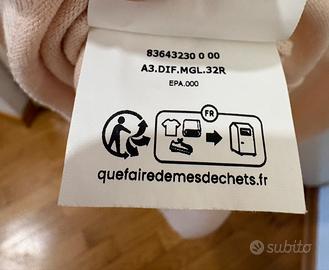 83643230 0 00
A3.DIF.MGL.32R
EPA.000
FR
quefairedemesdechets.fr
subito